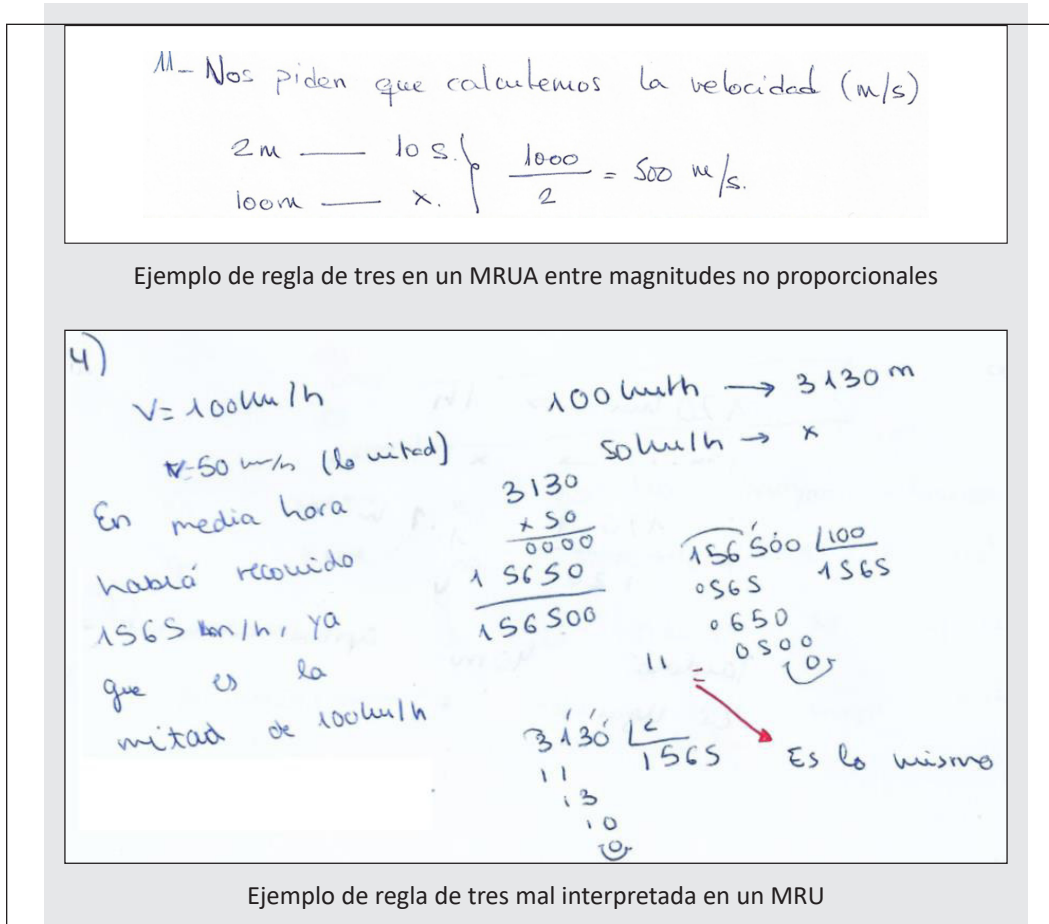 11- Nos piden que calculemos la velocidad (m/s)
2m — 10 s.
100m — x.
1000
2
= 500 m/s.
Ejemplo de regla de tres en un MRUA entre magnitudes no proporcionales
4)
V= 100km/h
V=50 km/h (la mitad)
En media hora
habrá recorrido
1565 km/h, ya
que es la
mitad de 100km/h
100 km/h → 3130 m
50 km/h → x
3130
x 50
0000
15650
156500
156500 100
0565 1565
0650
0500
0
11 =
Es lo mismo
3130 2
11 1565
13
10
0
Ejemplo de regla de tres mal interpretada en un MRU